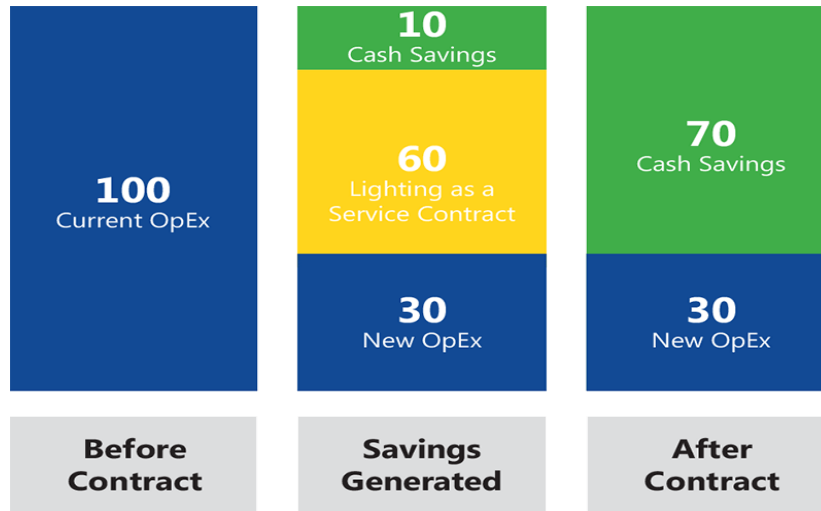 100
Current OpEx
10
Cash Savings
60
Lighting as a
Service Contract
30
New OpEx
70
Cash Savings
30
New OpEx
Before
Contract
Savings
Generated
After
Contract